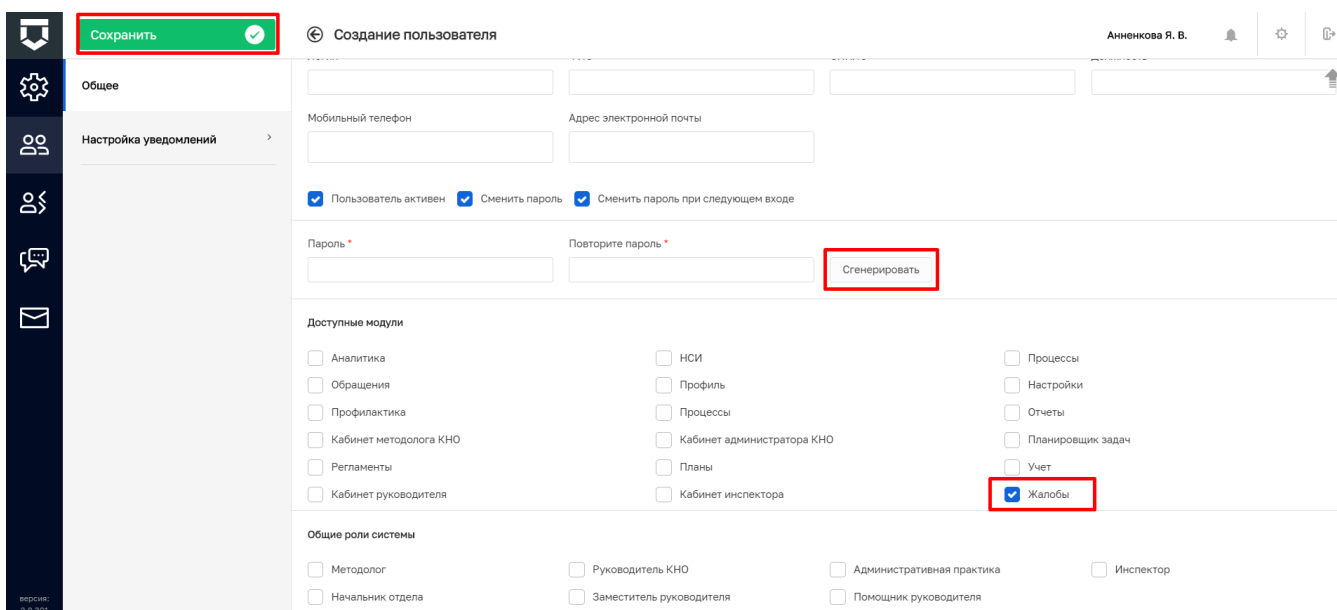 Сохранить
Создание пользователя
Анненкова Я. В.
Общее
Настройка уведомлений
Мобильный телефон Адрес электронной почты
Пользователь активен Сменить пароль Сменить пароль при следующем входе
Пароль * Повторите пароль *
Сгенерировать
Доступные модули
Аналитика НСИ Процессы
Обращения Профиль Настройки
Профилактика Процессы Отчеты
Кабинет методолога КНО Кабинет администратора КНО Планировщик задач
Регламенты Планы Учет
Кабинет руководителя Кабинет инспектора Жалобы
Общие роли системы
Методолог Руководитель КНО Административная практика Инспектор
Начальник отдела Заместитель руководителя Помощник руководителя
версия: